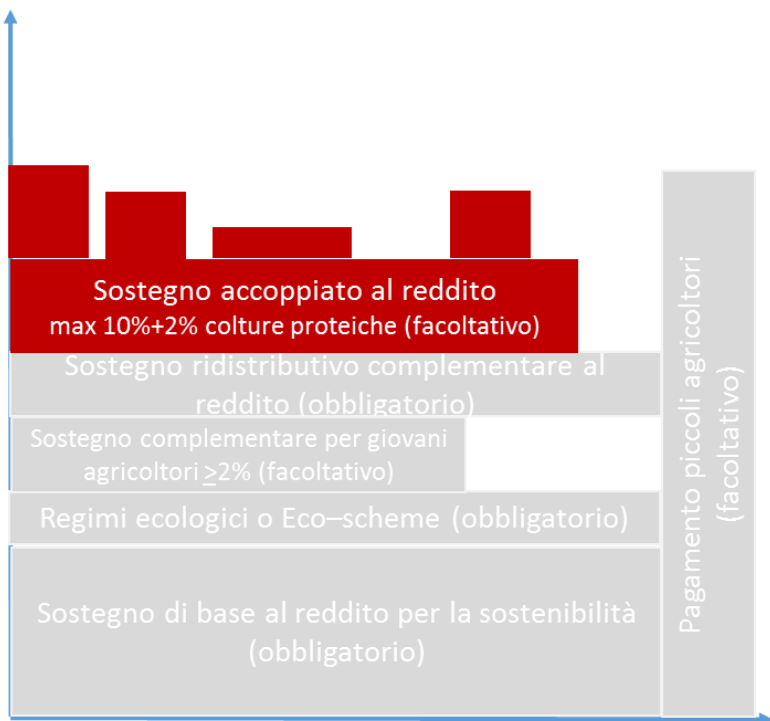 Sostegno accoppiato al reddito
max 10%+2% colture proteiche (facoltativo)
Sostegno ridistributivo complementare al
reddito (obbligatorio)
Sostegno complementare per giovani
agricoltori >2% (facoltativo)
Regimi ecologici o Eco–scheme (obbligatorio)
Sostegno di base al reddito per la sostenibilità
(obbligatorio)
Pagamento piccoli agricoltori
(facoltativo)